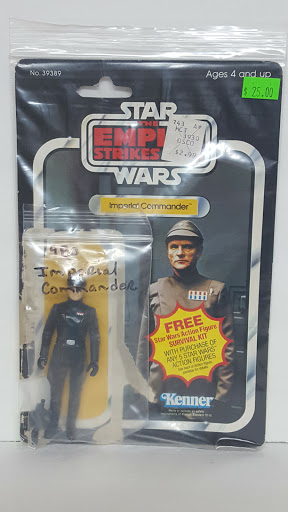 No. 39389
Ages 4 and up
$ 25.00
STAR
THE
EMPI
STRIKES
WARS
Imperial Commander
1980
Imperial
Commander
FREE
Star Wars Action Figure
SURVIVAL KIT
WITH PURCHASE OF
ANY 5 STAR WARS
ACTION FIGURES
Kenner